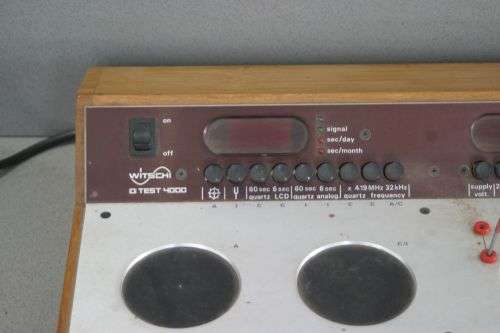 on
off
signal
sec/day
sec/month
WITSCHI
Q TEST 4000
60 sec 6 sec
quartz LCD
60 sec 6 sec
quartz analog
x 4.19 MHz 32 kHz
quartz frequency
supply
volt.
A